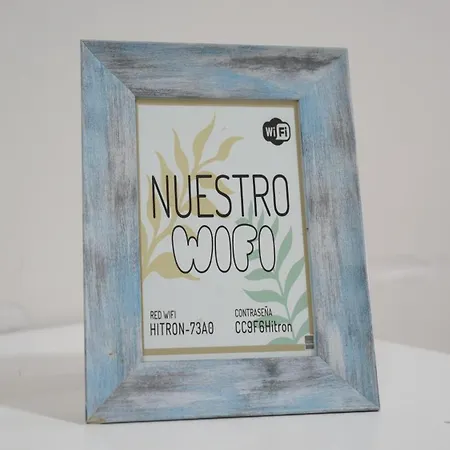 WiFi
NUESTRO
WIFI
RED WIFI
HITRON-73A0
CONTRASEÑA
CC9F6Hitron